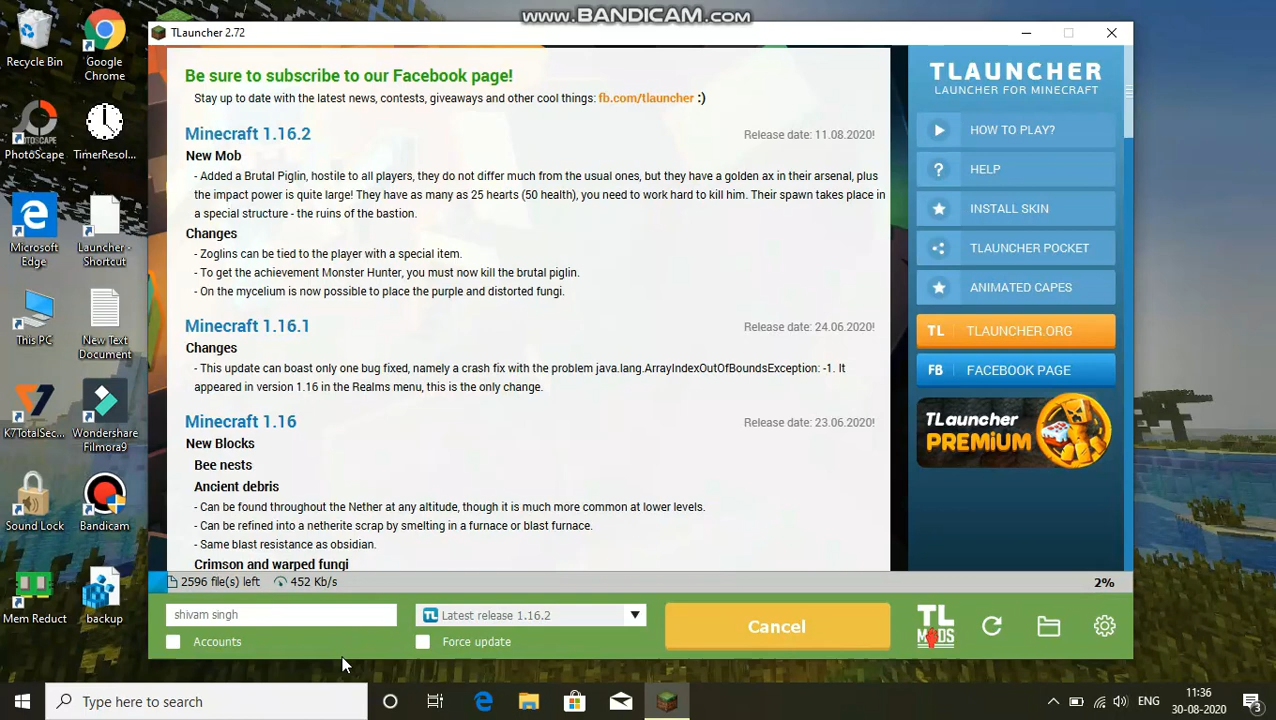 www.BANDICAM.com
TLauncher 2.72
Recycle Bin
Google Chrome
PhotoScape
TimerResol...
Microsoft Edge
Launcher - Shortcut
This PC
New Text Document
K7TotalSec...
Wondershare Filmora9
Sound Lock
Bandicam
Mem Reduct
backup
Be sure to subscribe to our Facebook page!
Stay up to date with the latest news, contests, giveaways and other cool things: fb.com/tlauncher :)
Minecraft 1.16.2 Release date: 11.08.2020!
New Mob
- Added a Brutal Piglin, hostile to all players, they do not differ much from the usual ones, but they have a golden ax in their arsenal, plus
the impact power is quite large! They have as many as 25 hearts (50 health), you need to work hard to kill him. Their spawn takes place in
a special structure - the ruins of the bastion.
Changes
- Zoglins can be tied to the player with a special item.
- To get the achievement Monster Hunter, you must now kill the brutal piglin.
- On the mycelium is now possible to place the purple and distorted fungi.
Minecraft 1.16.1 Release date: 24.06.2020!
Changes
- This update can boast only one bug fixed, namely a crash fix with the problem java.lang.ArrayIndexOutOfBoundsException: -1. It
appeared in version 1.16 in the Realms menu, this is the only change.
Minecraft 1.16 Release date: 23.06.2020!
New Blocks
Bee nests
Ancient debris
- Can be found throughout the Nether at any altitude, though it is much more common at lower levels.
- Can be refined into a netherite scrap by smelting in a furnace or blast furnace.
- Same blast resistance as obsidian.
Crimson and warped fungi
TLAUNCHER
LAUNCHER FOR MINECRAFT
HOW TO PLAY?
? HELP
INSTALL SKIN
TLAUNCHER POCKET
ANIMATED CAPES
TL TLAUNCHER.ORG
FB FACEBOOK PAGE
TLauncher
PREMiUM
2596 file(s) left 452 Kb/s 2%
shivam singh
TL Latest release 1.16.2
Cancel
TL
MODS
Accounts
Force update
Type here to search
ENG
11:36
30-08-2020
3